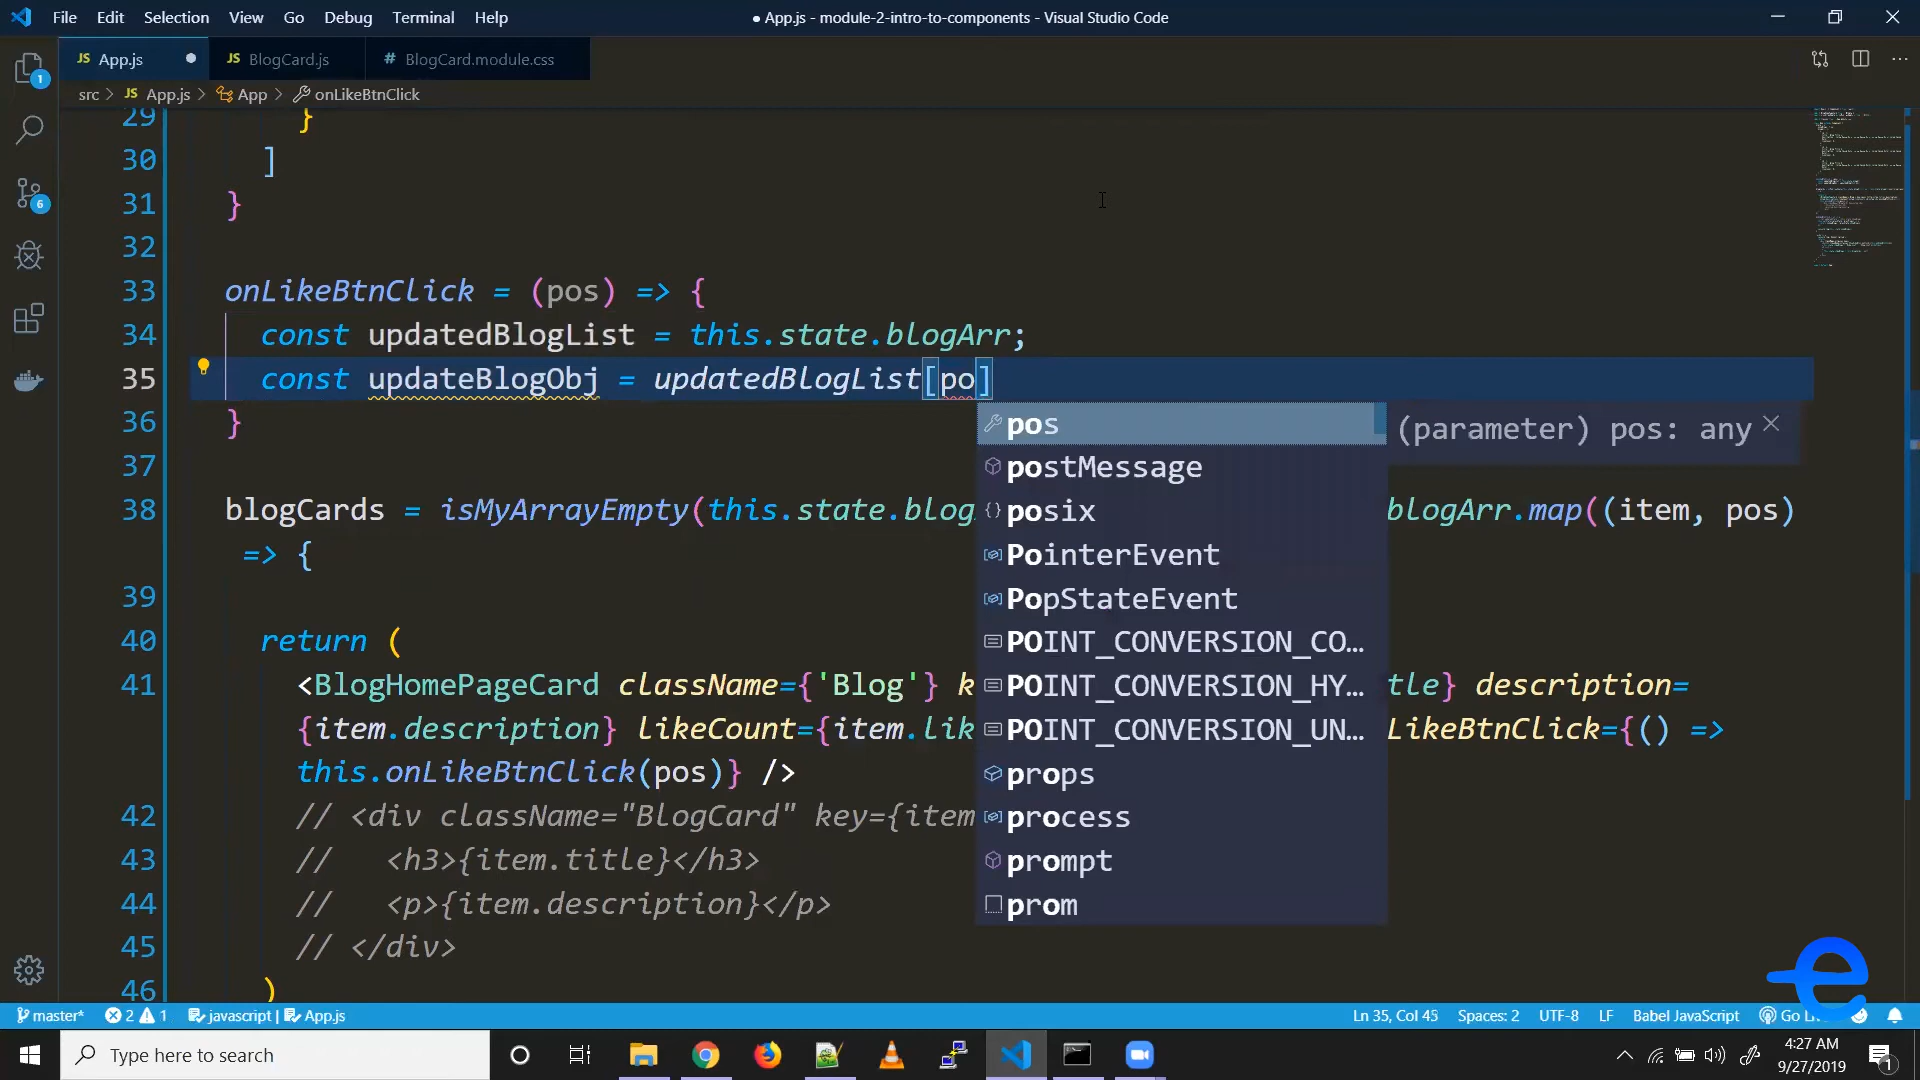 File Edit Selection View Go Debug Terminal Help
● App.js - module-2-intro-to-components - Visual Studio Code
JS App.js
JS BlogCard.js
# BlogCard.module.css
src > JS App.js > App > onLikeBtnClick
29 }
30 ]
31 }
32
33 onLikeBtnClick = (pos) => {
34 const updatedBlogList = this.state.blogArr;
35 const updateBlogObj = updatedBlogList[po]
36 }
pos
(parameter) pos: any
37
postMessage
38 blogCards = isMyArrayEmpty(this.state.blog
posix
blogArr.map((item, pos)
=> {
PointerEvent
39
PopStateEvent
40 return (
POINT_CONVERSION_CO…
41 <BlogHomePageCard className={'Blog'} k
POINT_CONVERSION_HY…
tle} description=
{item.description} likeCount={item.lik
POINT_CONVERSION_UN…
LikeBtnClick={() =>
this.onLikeBtnClick(pos)} />
props
42 // <div className="BlogCard" key={item
process
43 // <h3>{item.title}</h3>
prompt
44 // <p>{item.description}</p>
prom
45 // </div>
46 )
master* 2 1 javascript | App.js
Ln 35, Col 45 Spaces: 2 UTF-8 LF Babel JavaScript
Type here to search
4:27 AM
9/27/2019